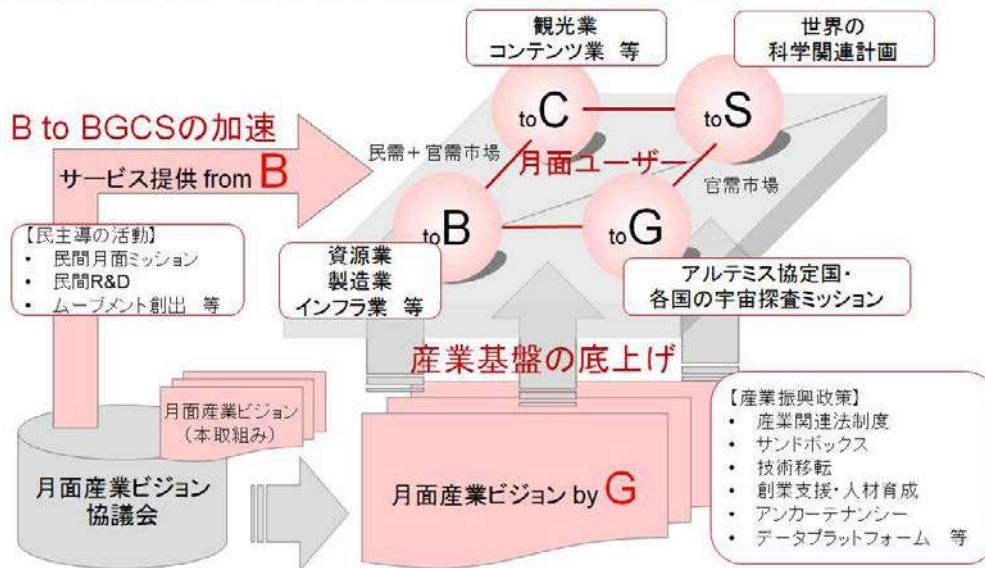 観光業
コンテンツ業 等
世界の
科学関連計画
toC
toS
B to BGCSの加速
サービス提供 from B
民需+官需市場
月面ユーザー
官需市場
toB
toG
【民主導の活動】
• 民間月面ミッション
• 民間R&D
• ムーブメント創出 等
資源業
製造業
インフラ業 等
アルテミス協定国・
各国の宇宙探査ミッション
産業基盤の底上げ
月面産業ビジョン
(本取組み)
月面産業ビジョン
協議会
月面産業ビジョン by G
【産業振興政策】
• 産業関連法制度
• サンドボックス
• 技術移転
• 創業支援・人材育成
• アンカーテナンシー
• データプラットフォーム 等